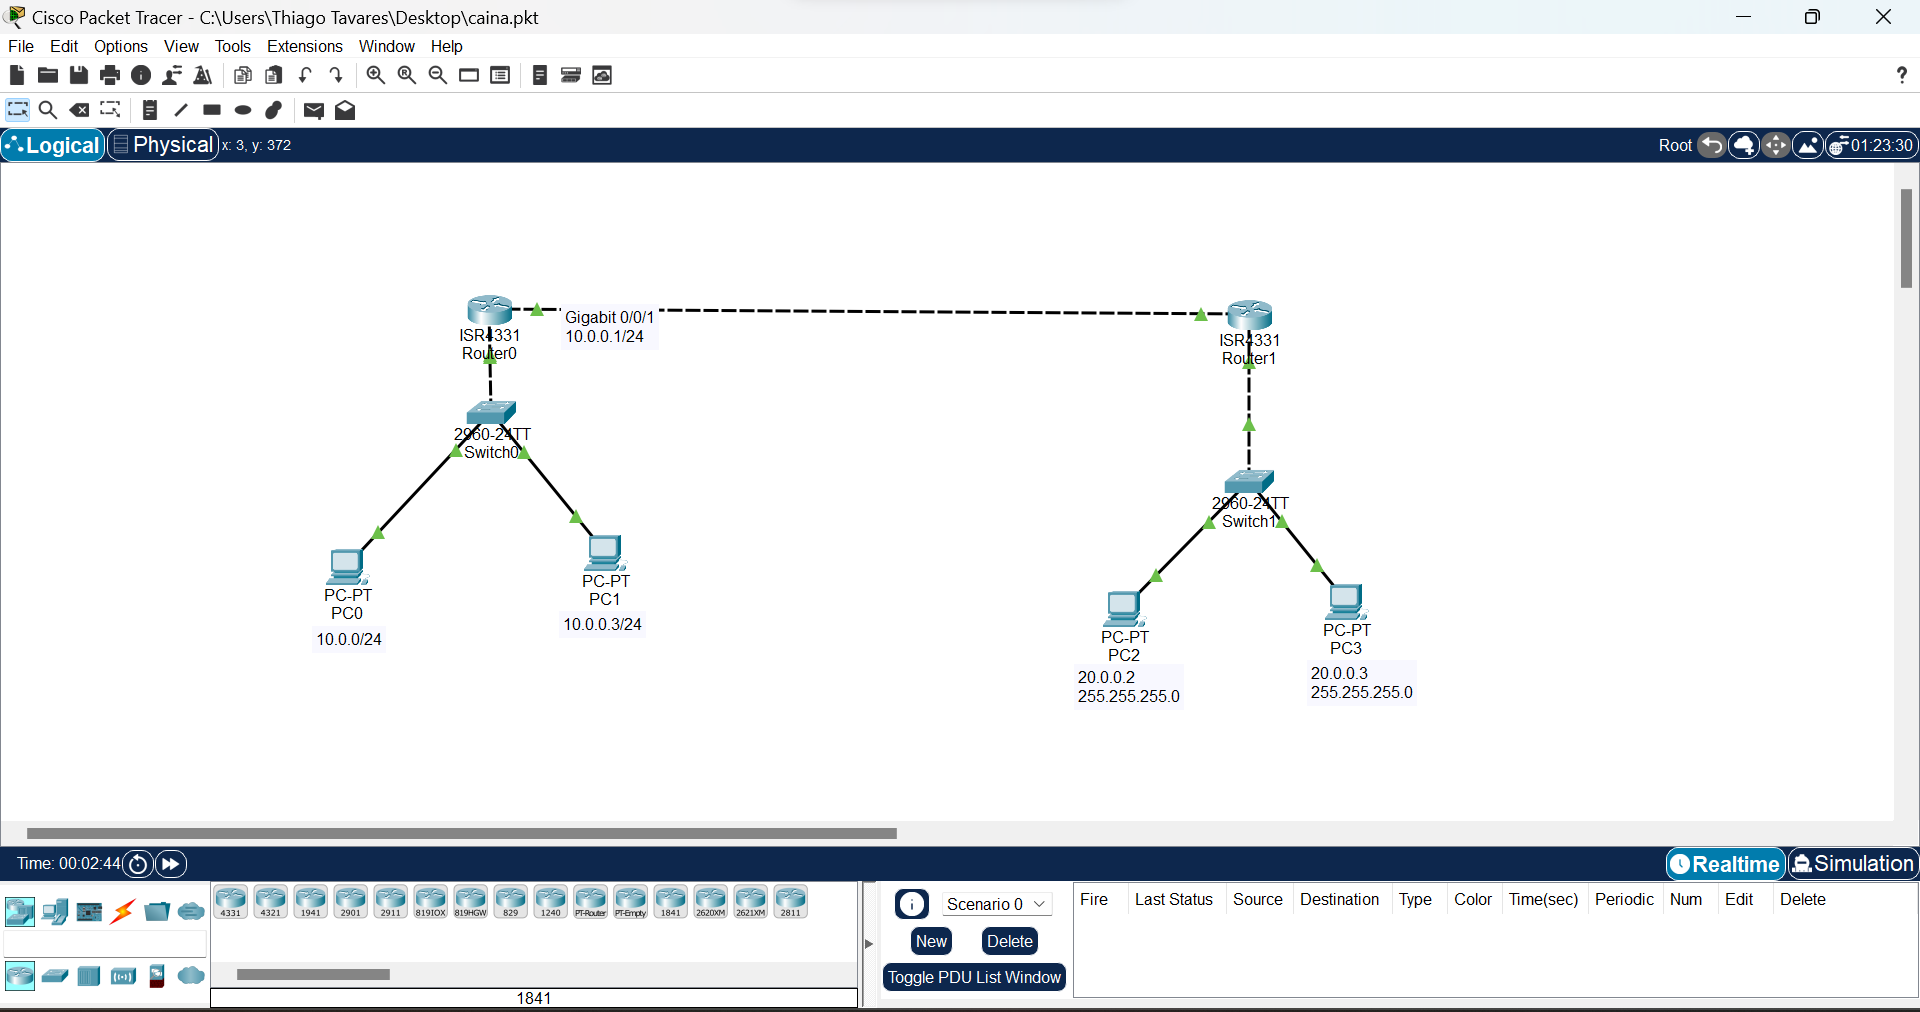 Cisco Packet Tracer - C:\Users\Thiago Tavares\Desktop\caina.pkt
File Edit Options View Tools Extensions Window Help
?
Logical Physical x: 3, y: 372 Root 01:23:30
Gigabit 0/0/1
10.0.0.1/24
ISR4331
Router0
ISR4331
Router1
2960-24TT
Switch0
2960-24TT
Switch1
PC-PT
PC0
10.0.0/24
PC-PT
PC1
10.0.0.3/24
PC-PT
PC2
20.0.0.2
255.255.255.0
PC-PT
PC3
20.0.0.3
255.255.255.0
Time: 00:02:44 Realtime Simulation
4331 4321 1941 2901 2911 819IOX 819HGW 829 1240 PT-Router PT-Empty 1841 2620XM 2621XM 2811
1841
Scenario 0
New Delete
Toggle PDU List Window
Fire Last Status Source Destination Type Color Time(sec) Periodic Num Edit Delete